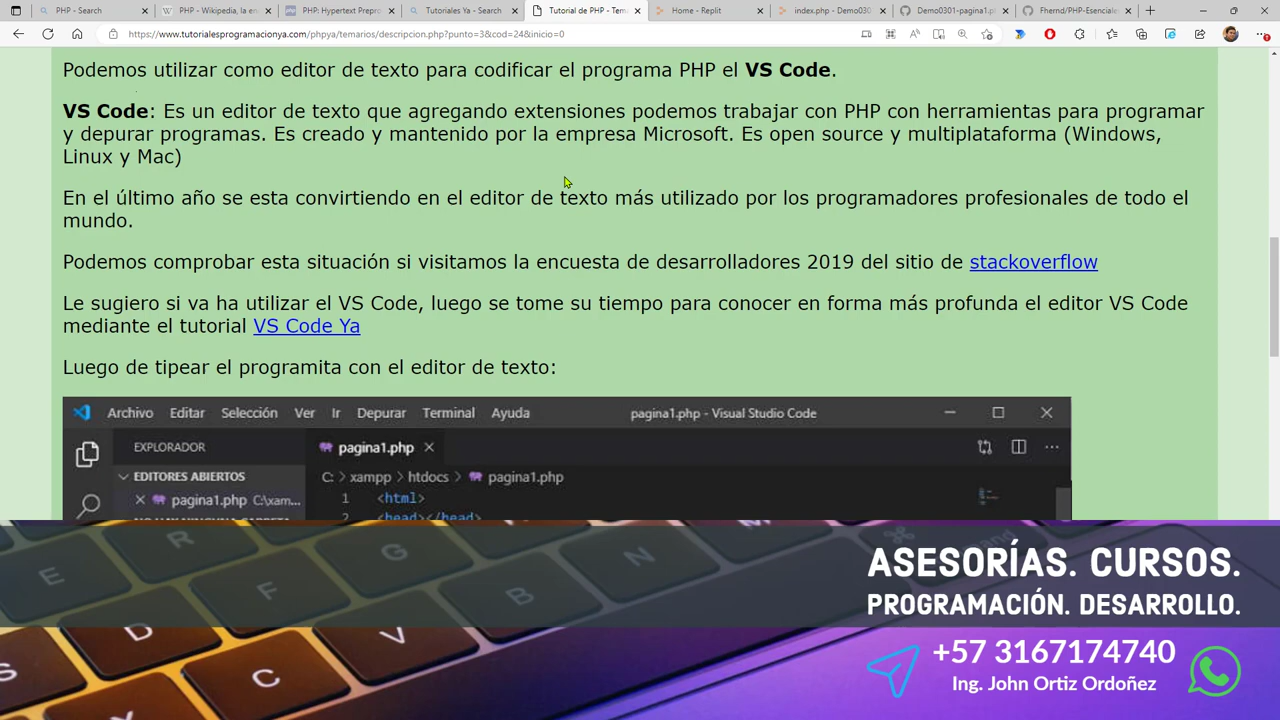 PHP - Search
PHP - Wikipedia, la en
PHP: Hypertext Prepro
Tutoriales Ya - Search
Tutorial de PHP - Tema
Home - Replit
index.php - Demo030
Demo0301-pagina1.ph
Fhernd/PHP-Esenciales
https://www.tutorialesprogramacionya.com/phpya/temarios/descripcion.php?punto=3&cod=24&inicio=0
Podemos utilizar como editor de texto para codificar el programa PHP el VS Code.
VS Code: Es un editor de texto que agregando extensiones podemos trabajar con PHP con herramientas para programar
y depurar programas. Es creado y mantenido por la empresa Microsoft. Es open source y multiplataforma (Windows,
Linux y Mac)
En el último año se esta convirtiendo en el editor de texto más utilizado por los programadores profesionales de todo el
mundo.
Podemos comprobar esta situación si visitamos la encuesta de desarrolladores 2019 del sitio de stackoverflow
Le sugiero si va ha utilizar el VS Code, luego se tome su tiempo para conocer en forma más profunda el editor VS Code
mediante el tutorial VS Code Ya
Luego de tipear el programita con el editor de texto:
Archivo Editar Selección Ver Ir Depurar Terminal Ayuda pagina1.php - Visual Studio Code
EXPLORADOR pagina1.php
EDITORES ABIERTOS C: > xampp > htdocs > pagina1.php
pagina1.php C:\xam... 1 <html>
2 <head></head>
ASESORÍAS. CURSOS.
PROGRAMACIÓN. DESARROLLO.
+57 3167174740
Ing. John Ortiz Ordoñez
E R F G D C V B N